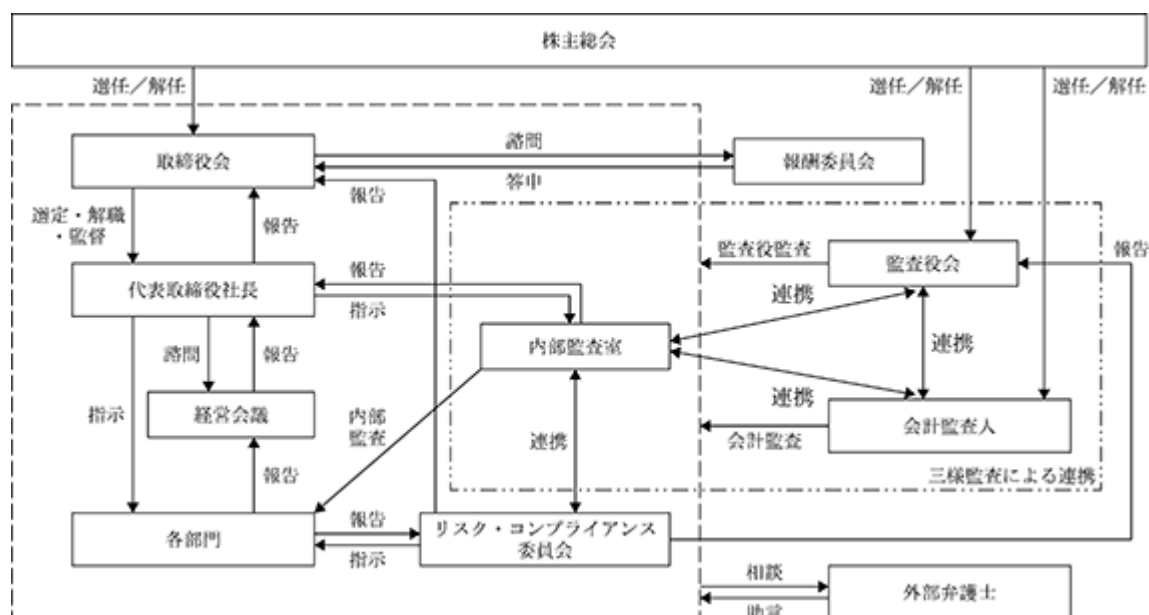 株主総会
選任／解任
選任／解任
選任／解任
取締役会
諮問
報酬委員会
答申
報告
選定・解職
・監督
報告
監査役監査
監査役会
報告
代表取締役社長
報告
指示
連携
内部監査室
連携
諮問
報告
連携
経営会議
指示
内部
監査
連携
会計監査
会計監査人
報告
三様監査による連携
各部門
報告
指示
リスク・コンプライアンス
委員会
相談
助言
外部弁護士